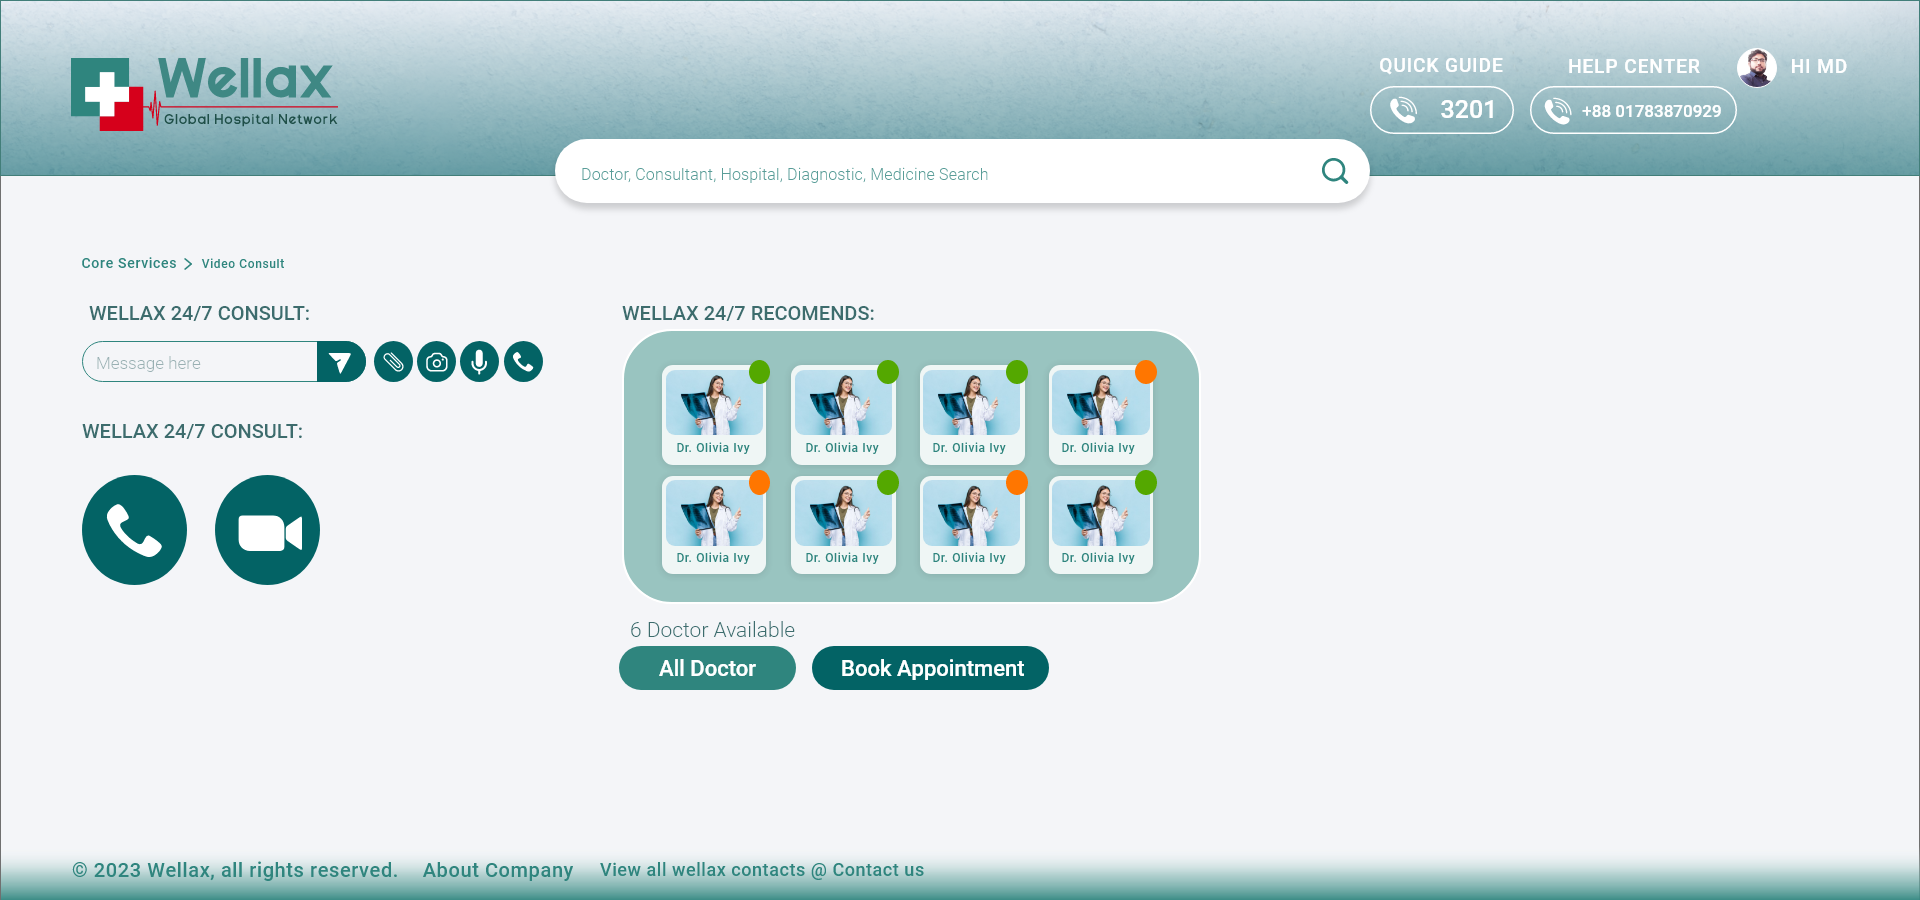 Wellax
Global Hospital Network
QUICK GUIDE
HELP CENTER
HI MD
3201
+88 01783870929
Doctor, Consultant, Hospital, Diagnostic, Medicine Search
Core Services > Video Consult
WELLAX 24/7 CONSULT:
Message here
WELLAX 24/7 CONSULT:
WELLAX 24/7 RECOMENDS:
Dr. Olivia Ivy
Dr. Olivia Ivy
Dr. Olivia Ivy
Dr. Olivia Ivy
Dr. Olivia Ivy
Dr. Olivia Ivy
Dr. Olivia Ivy
Dr. Olivia Ivy
6 Doctor Available
All Doctor
Book Appointment
© 2023 Wellax, all rights reserved. About Company View all wellax contacts @ Contact us